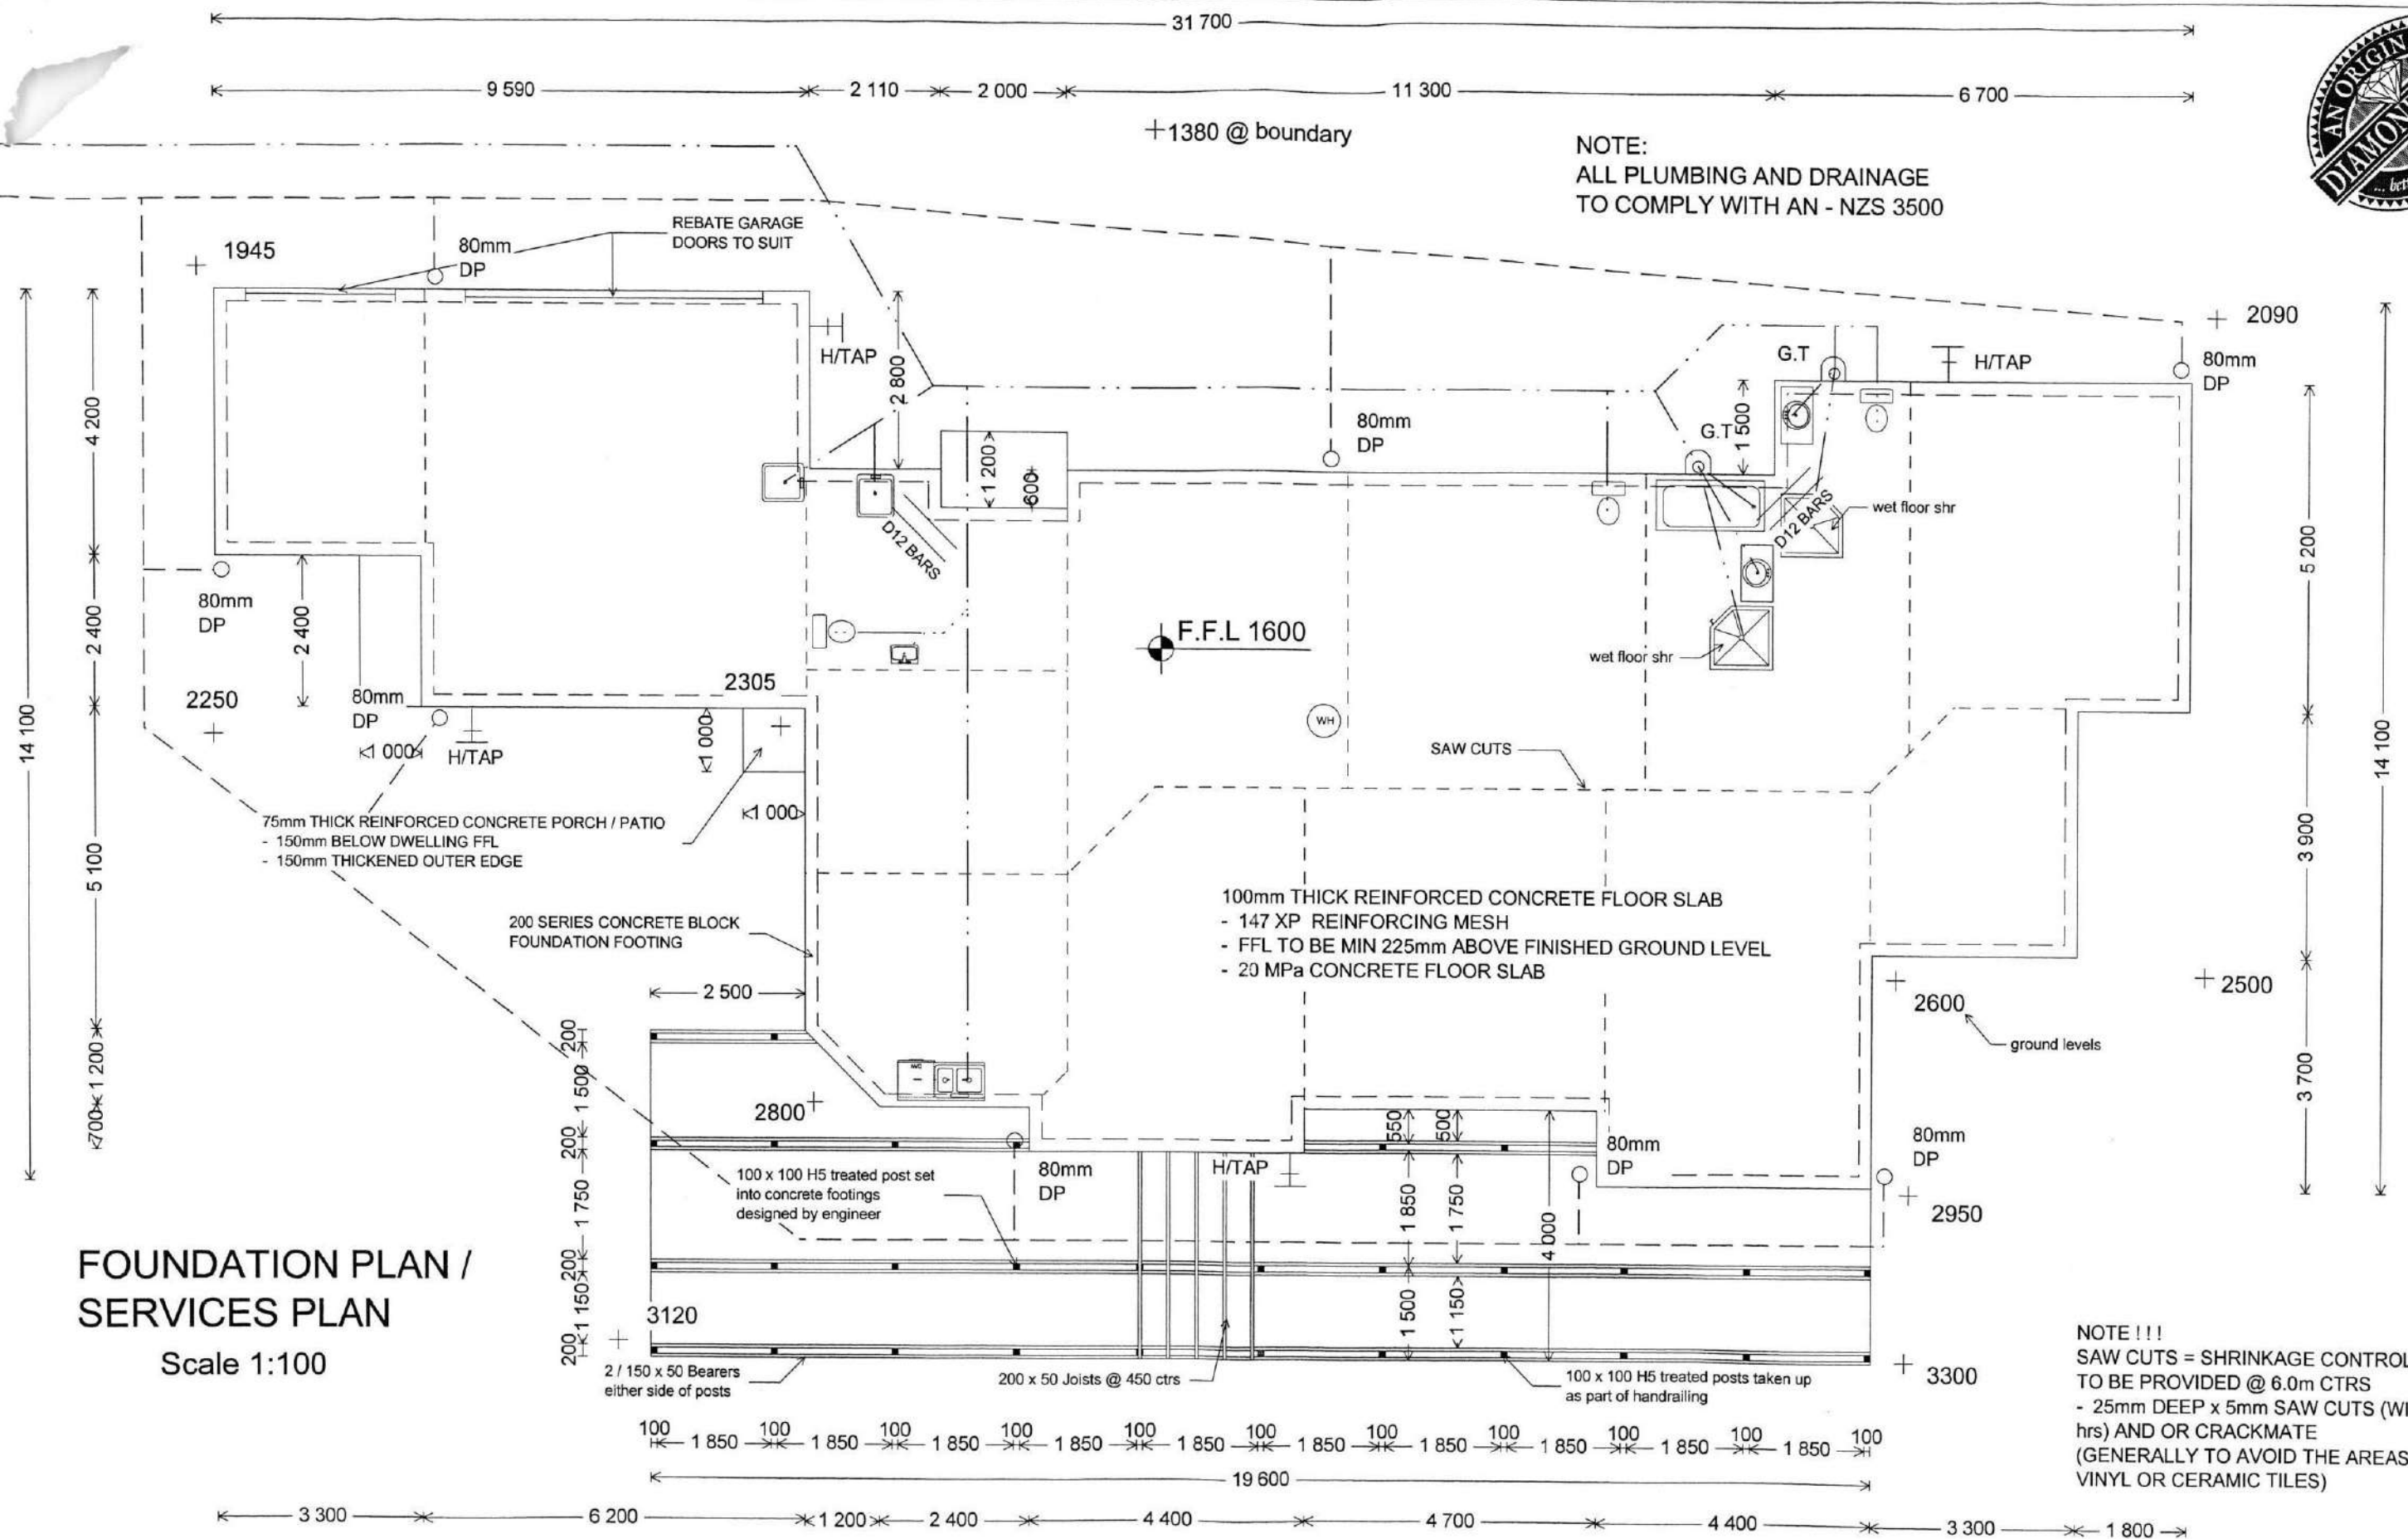 31 700
9 590
2 110
2 000
11 300
6 700
+1380 @ boundary
AN ORIGIN
DIAMON
NOTE:
ALL PLUMBING AND DRAINAGE
TO COMPLY WITH AN - NZS 3500
REBATE GARAGE
DOORS TO SUIT
1945
80mm
DP
H/TAP
2 800
2090
G.T
H/TAP
80mm
DP
14 100
4 200
2 400
5 100
1 200
700
80mm
DP
1 500
G.T
1 200
600
D12 BARS
D12 BARS
wet floor shr
5 200
3 900
3 700
14 100
80mm
DP
2 400
F.F.L 1600
wet floor shr
2250
80mm
DP
2305
1 000
H/TAP
1 000
1 000
WH
SAW CUTS
75mm THICK REINFORCED CONCRETE PORCH / PATIO
- 150mm BELOW DWELLING FFL
- 150mm THICKENED OUTER EDGE
200 SERIES CONCRETE BLOCK
FOUNDATION FOOTING
100mm THICK REINFORCED CONCRETE FLOOR SLAB
- 147 XP REINFORCING MESH
- FFL TO BE MIN 225mm ABOVE FINISHED GROUND LEVEL
- 20 MPa CONCRETE FLOOR SLAB
2 500
2600
2500
ground levels
200
1 500
200
1 750
200
1 150
200
2800
550
500
80mm
DP
80mm
DP
100 x 100 H5 treated post set
into concrete footings
designed by engineer
80mm
DP
H/TAP
1 850
1 750
4 000
1 500
1 150
2950
FOUNDATION PLAN /
SERVICES PLAN
Scale 1:100
3120
2 / 150 x 50 Bearers
either side of posts
200 x 50 Joists @ 450 ctrs
100 x 100 H5 treated posts taken up
as part of handrailing
3300
NOTE ! ! !
SAW CUTS = SHRINKAGE CONTROL
TO BE PROVIDED @ 6.0m CTRS
- 25mm DEEP x 5mm SAW CUTS
hrs) AND OR CRACKMATE
(GENERALLY TO AVOID THE AREAS
VINYL OR CERAMIC TILES)
100 100 100 100 100 100 100 100 100 100 100
1 850 1 850 1 850 1 850 1 850 1 850 1 850 1 850 1 850 1 850
19 600
3 300
6 200
1 200
2 400
4 400
4 700
4 400
3 300
1 800